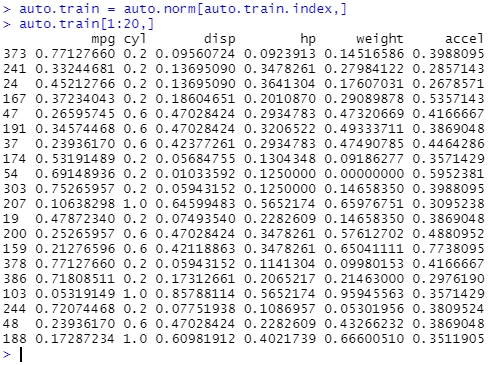 > auto.train = auto.norm[auto.train.index,]
> auto.train[1:20,]
           mpg cyl       disp        hp     weight     accel
373 0.77127660 0.2 0.09560724 0.0923913 0.14516586 0.3988095
241 0.33244681 0.2 0.13695090 0.3478261 0.27984122 0.2857143
24  0.45212766 0.2 0.13695090 0.3641304 0.17607031 0.2678571
167 0.37234043 0.2 0.18604651 0.2010870 0.29089878 0.5357143
47  0.26595745 0.6 0.47028424 0.2934783 0.47320669 0.4166667
191 0.34574468 0.6 0.47028424 0.3206522 0.49333711 0.3869048
37  0.23936170 0.6 0.42377261 0.2934783 0.47490785 0.4464286
174 0.53191489 0.2 0.05684755 0.1304348 0.09186277 0.3571429
54  0.69148936 0.2 0.01033592 0.1250000 0.00000000 0.5952381
303 0.75265957 0.2 0.05943152 0.1250000 0.14658350 0.3988095
207 0.10638298 1.0 0.64599483 0.5652174 0.65976751 0.3095238
19  0.47872340 0.2 0.07493540 0.2282609 0.14658350 0.3869048
200 0.25265957 0.6 0.47028424 0.3478261 0.57612702 0.4880952
159 0.21276596 0.6 0.42118863 0.3478261 0.65041111 0.7738095
378 0.77127660 0.2 0.05943152 0.1141304 0.09980153 0.4166667
386 0.71808511 0.2 0.17312661 0.2065217 0.21463000 0.2976190
103 0.05319149 1.0 0.85788114 0.5652174 0.95945563 0.3571429
244 0.72074468 0.2 0.07751938 0.1086957 0.05301956 0.3809524
48  0.23936170 0.6 0.47028424 0.2282609 0.43266232 0.3869048
188 0.17287234 1.0 0.60981912 0.4021739 0.66600510 0.3511905
>